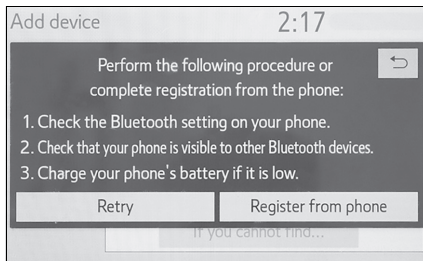 Add device
2:17
Perform the following procedure or
complete registration from the phone:
1. Check the Bluetooth setting on your phone.
2. Check that your phone is visible to other Bluetooth devices.
3. Charge your phone's battery if it is low.
Retry
Register from phone
If you cannot find...